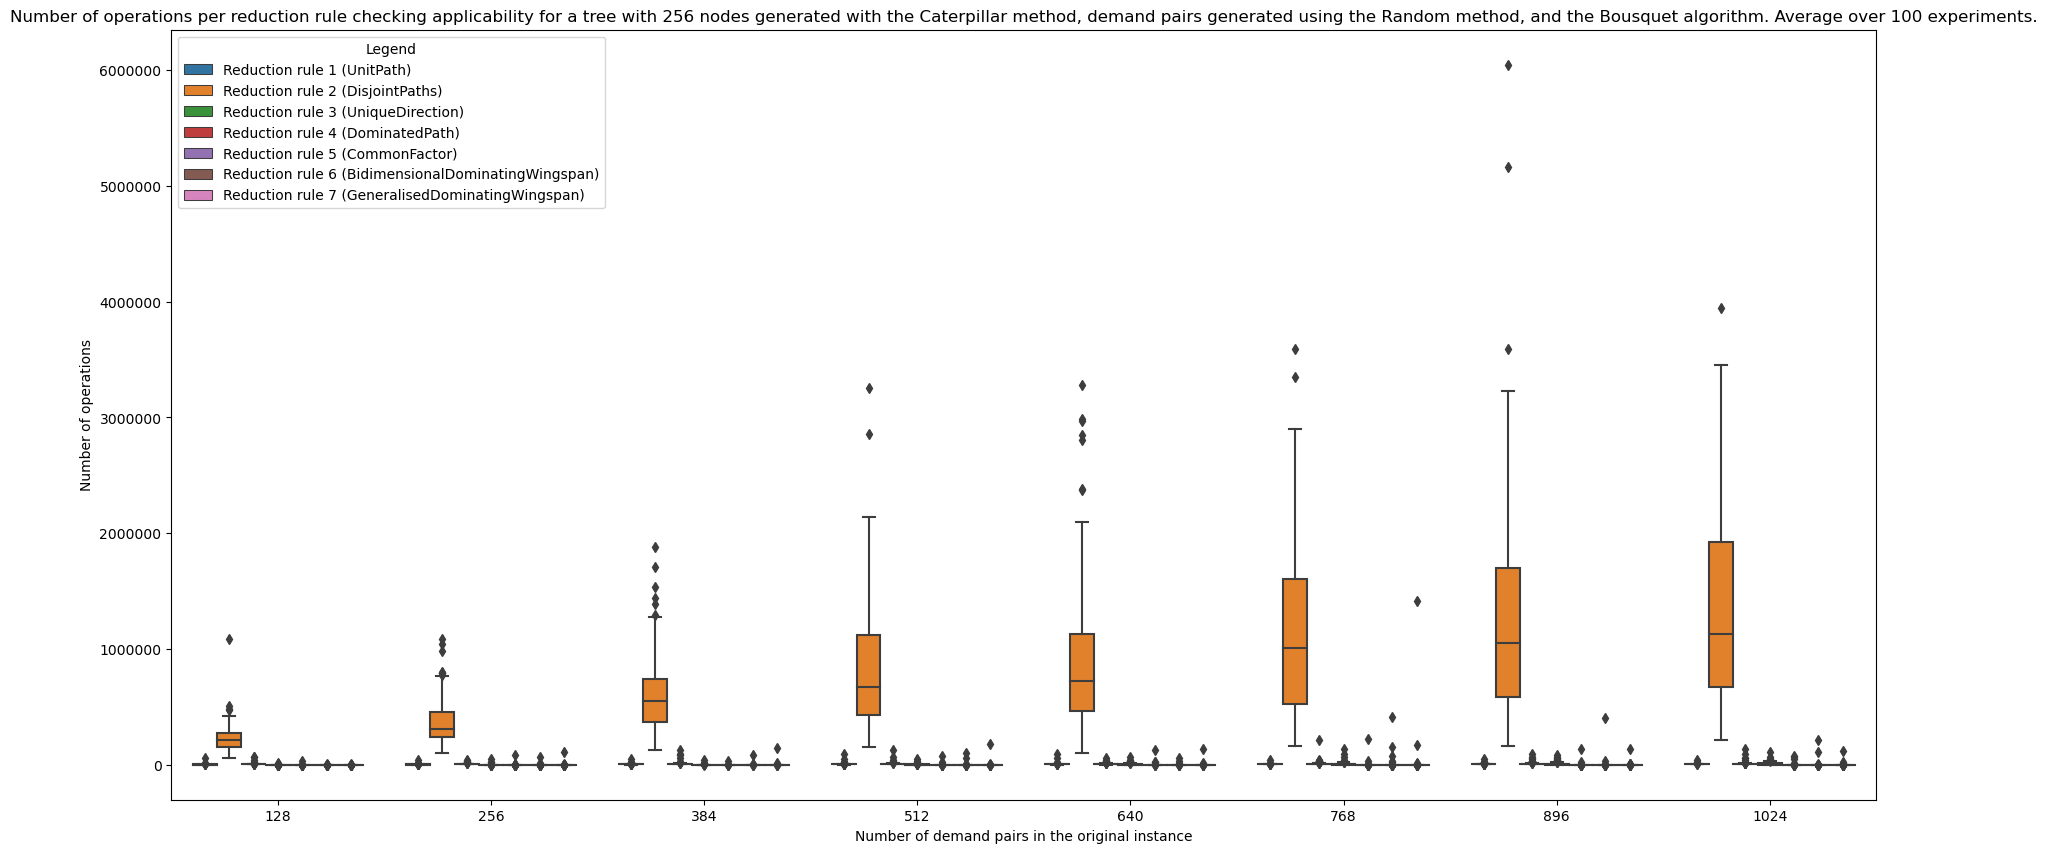 Number of operations per reduction rule checking applicability for a tree with 256 nodes generated with the Caterpillar method, demand pairs generated using the Random method, and the Bousquet algorithm. Average over 100 experiments.
Legend
Reduction rule 1 (UnitPath)
Reduction rule 2 (DisjointPaths)
Reduction rule 3 (UniqueDirection)
Reduction rule 4 (DominatedPath)
Reduction rule 5 (CommonFactor)
Reduction rule 6 (BidimensionalDominatingWingspan)
Reduction rule 7 (GeneralisedDominatingWingspan)
6000000
5000000
4000000
3000000
2000000
1000000
0
Number of operations
128 256 384 512 640 768 896 1024
Number of demand pairs in the original instance